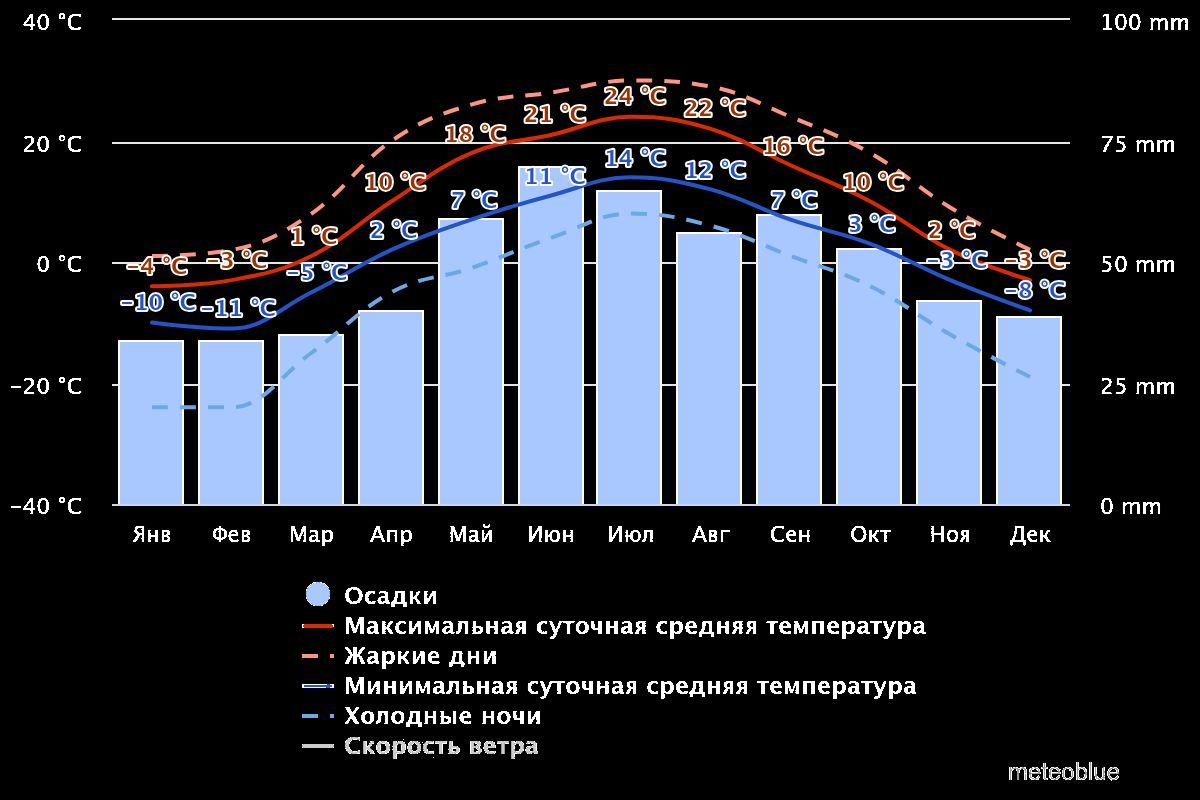 40 °C 100 mm
24 °C
21 °C 22 °C
18 °C
20 °C 16 °C 75 mm
14 °C
11 °C 12 °C
10 °C 10 °C
7 °C 7 °C
2 °C 3 °C 2 °C
1 °C
0 °C -4 °C -3 °C -3 °C -3 °C 50 mm
-5 °C
-8 °C
-10 °C -11 °C
-20 °C 25 mm
-40 °C 0 mm
Янв Фев Мар Апр Май Июн Июл Авг Сен Окт Ноя Дек
Осадки
Максимальная суточная средняя температура
Жаркие дни
Минимальная суточная средняя температура
Холодные ночи
Скорость ветра
meteoblue